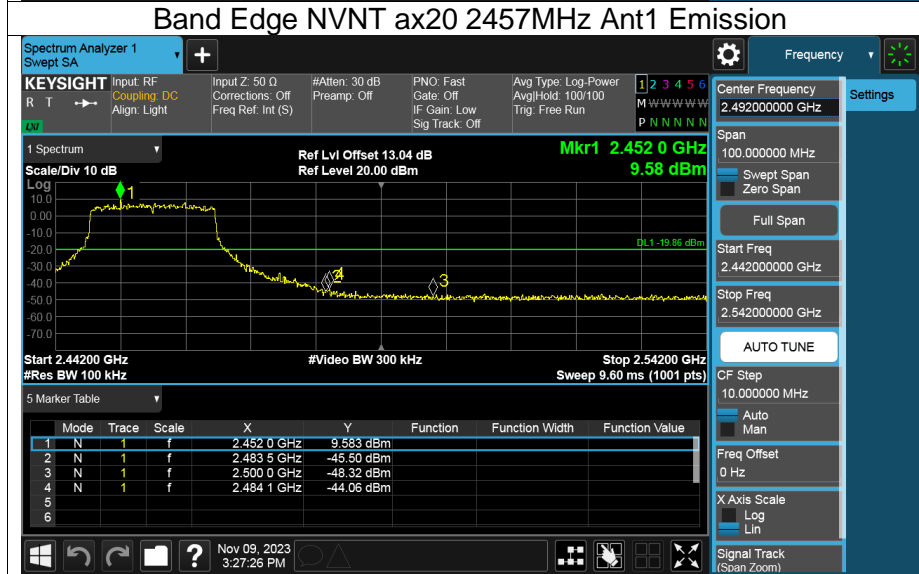 Band Edge NVNT ax20 2457MHz Ant1 Emission
Spectrum Analyzer 1
Swept SA
+
Frequency
KEYSIGHT
R T
LXI
Input: RF
Coupling: DC
Align: Light
Input Z: 50 Ω
Corrections: Off
Freq Ref: Int (S)
#Atten: 30 dB
Preamp: Off
PNO: Fast
Gate: Off
IF Gain: Low
Sig Track: Off
Avg Type: Log-Power
Avg|Hold: 100/100
Trig: Free Run
1 2 3 4 5 6
M W W W W W
P N N N N N
1 Spectrum
Scale/Div 10 dB
Ref Lvl Offset 13.04 dB
Ref Level 20.00 dBm
Mkr1 2.452 0 GHz
9.58 dBm
Log
10.0
0.00
-10.0
-20.0
-30.0
-40.0
-50.0
-60.0
-70.0
1
DL1 -19.86 dBm
3
Start 2.44200 GHz
#Res BW 100 kHz
#Video BW 300 kHz
Stop 2.54200 GHz
Sweep 9.60 ms (1001 pts)
5 Marker Table
Mode Trace Scale X Y Function Function Width Function Value
1 N 1 f 2.452 0 GHz 9.583 dBm
2 N 1 f 2.483 5 GHz -45.50 dBm
3 N 1 f 2.500 0 GHz -48.32 dBm
4 N 1 f 2.484 1 GHz -44.06 dBm
5
6
?
Nov 09, 2023
3:27:26 PM
Center Frequency
2.492000000 GHz
Settings
Span
100.000000 MHz
Swept Span
Zero Span
Full Span
Start Freq
2.442000000 GHz
Stop Freq
2.542000000 GHz
AUTO TUNE
CF Step
10.000000 MHz
Auto
Man
Freq Offset
0 Hz
X Axis Scale
Log
Lin
Signal Track
(Span Zoom)